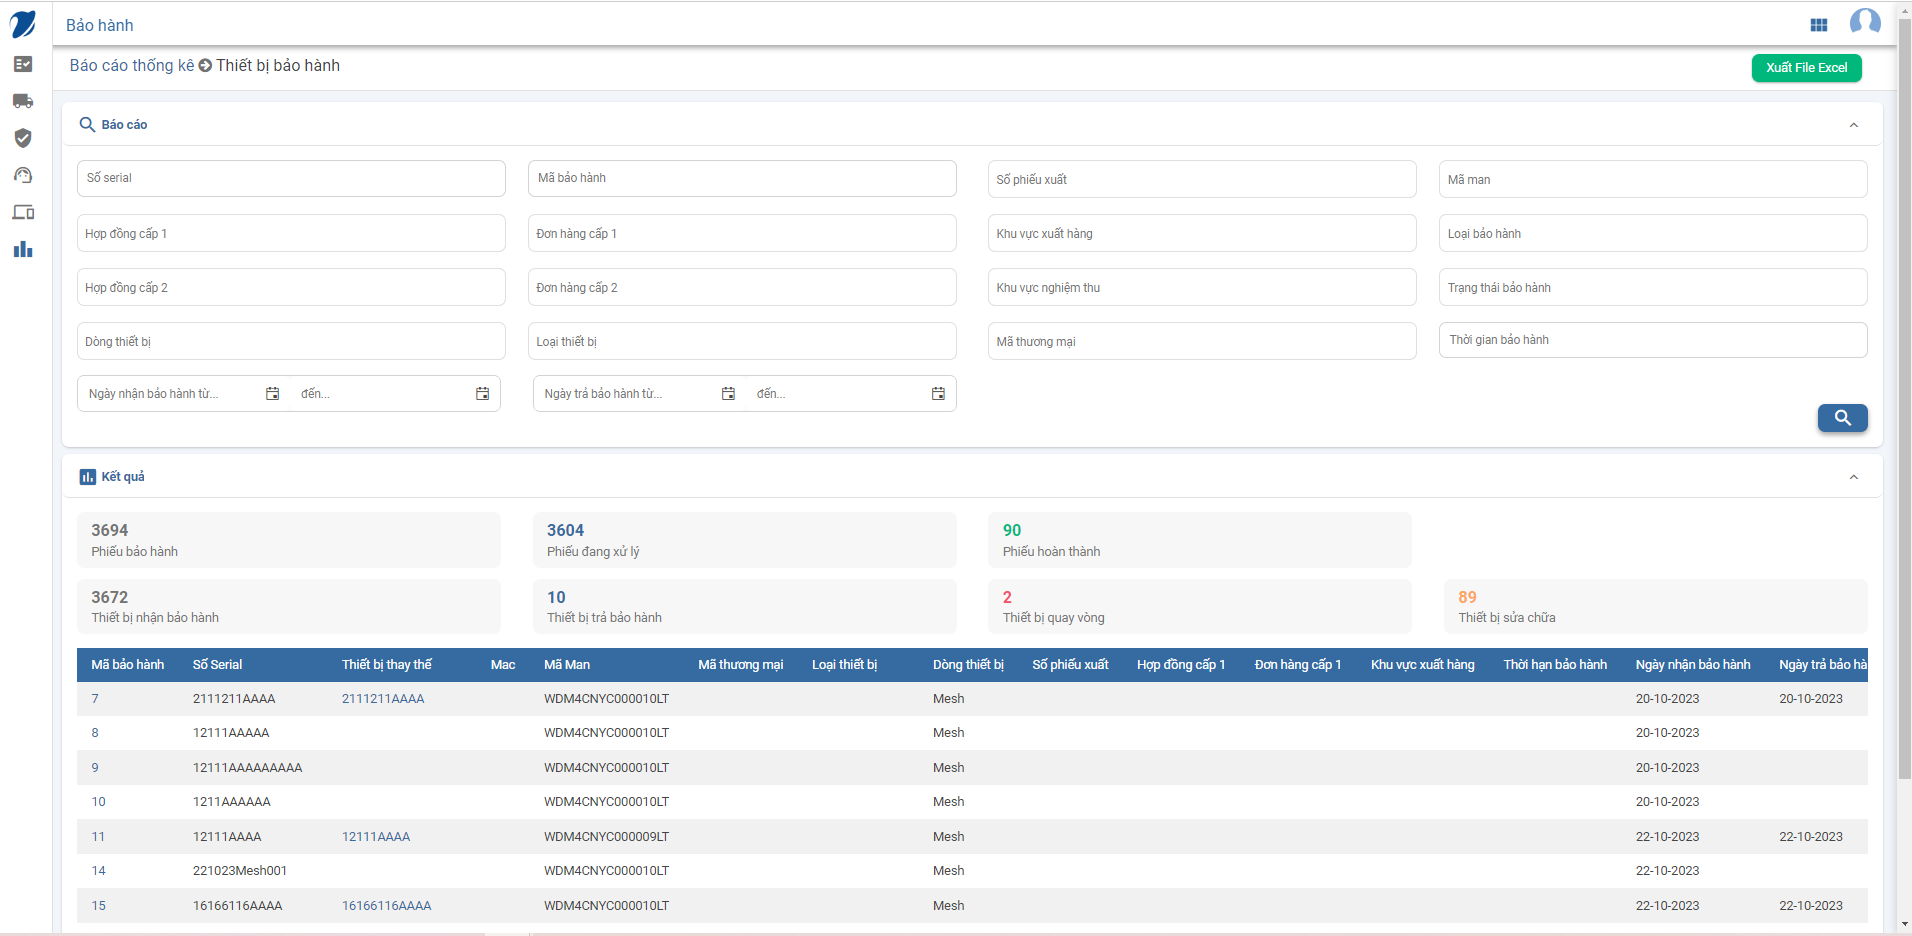 Bảo hành
Báo cáo thống kê Thiết bị bảo hành
Xuất File Excel
Báo cáo
Số serial Mã bảo hành Số phiếu xuất Mã man
Hợp đồng cấp 1 Đơn hàng cấp 1 Khu vực xuất hàng Loại bảo hành
Hợp đồng cấp 2 Đơn hàng cấp 2 Khu vực nghiệm thu Trạng thái bảo hành
Dòng thiết bị Loại thiết bị Mã thương mại Thời gian bảo hành
Ngày nhận bảo hành từ... đến... Ngày trả bảo hành từ... đến...
Kết quả
3694 3604 90
Phiếu bảo hành Phiếu đang xử lý Phiếu hoàn thành
3672 10 2 89
Thiết bị nhận bảo hành Thiết bị trả bảo hành Thiết bị quay vòng Thiết bị sửa chữa
Mã bảo hành Số Serial Thiết bị thay thế Mac Mã Man Mã thương mại Loại thiết bị Dòng thiết bị Số phiếu xuất Hợp đồng cấp 1 Đơn hàng cấp 1 Khu vực xuất hàng Thời hạn bảo hành Ngày nhận bảo hành Ngày trả bảo hà
7 2111211AAAA 2111211AAAA WDM4CNYC000010LT Mesh 20-10-2023 20-10-2023
8 12111AAAAA WDM4CNYC000010LT Mesh 20-10-2023
9 12111AAAAAAAAA WDM4CNYC000010LT Mesh 20-10-2023
10 1211AAAAAA WDM4CNYC000010LT Mesh 20-10-2023
11 12111AAAA 12111AAAA WDM4CNYC000009LT Mesh 22-10-2023 22-10-2023
14 221023Mesh001 WDM4CNYC000010LT Mesh 22-10-2023
15 16166116AAAA 16166116AAAA WDM4CNYC000010LT Mesh 22-10-2023 22-10-2023